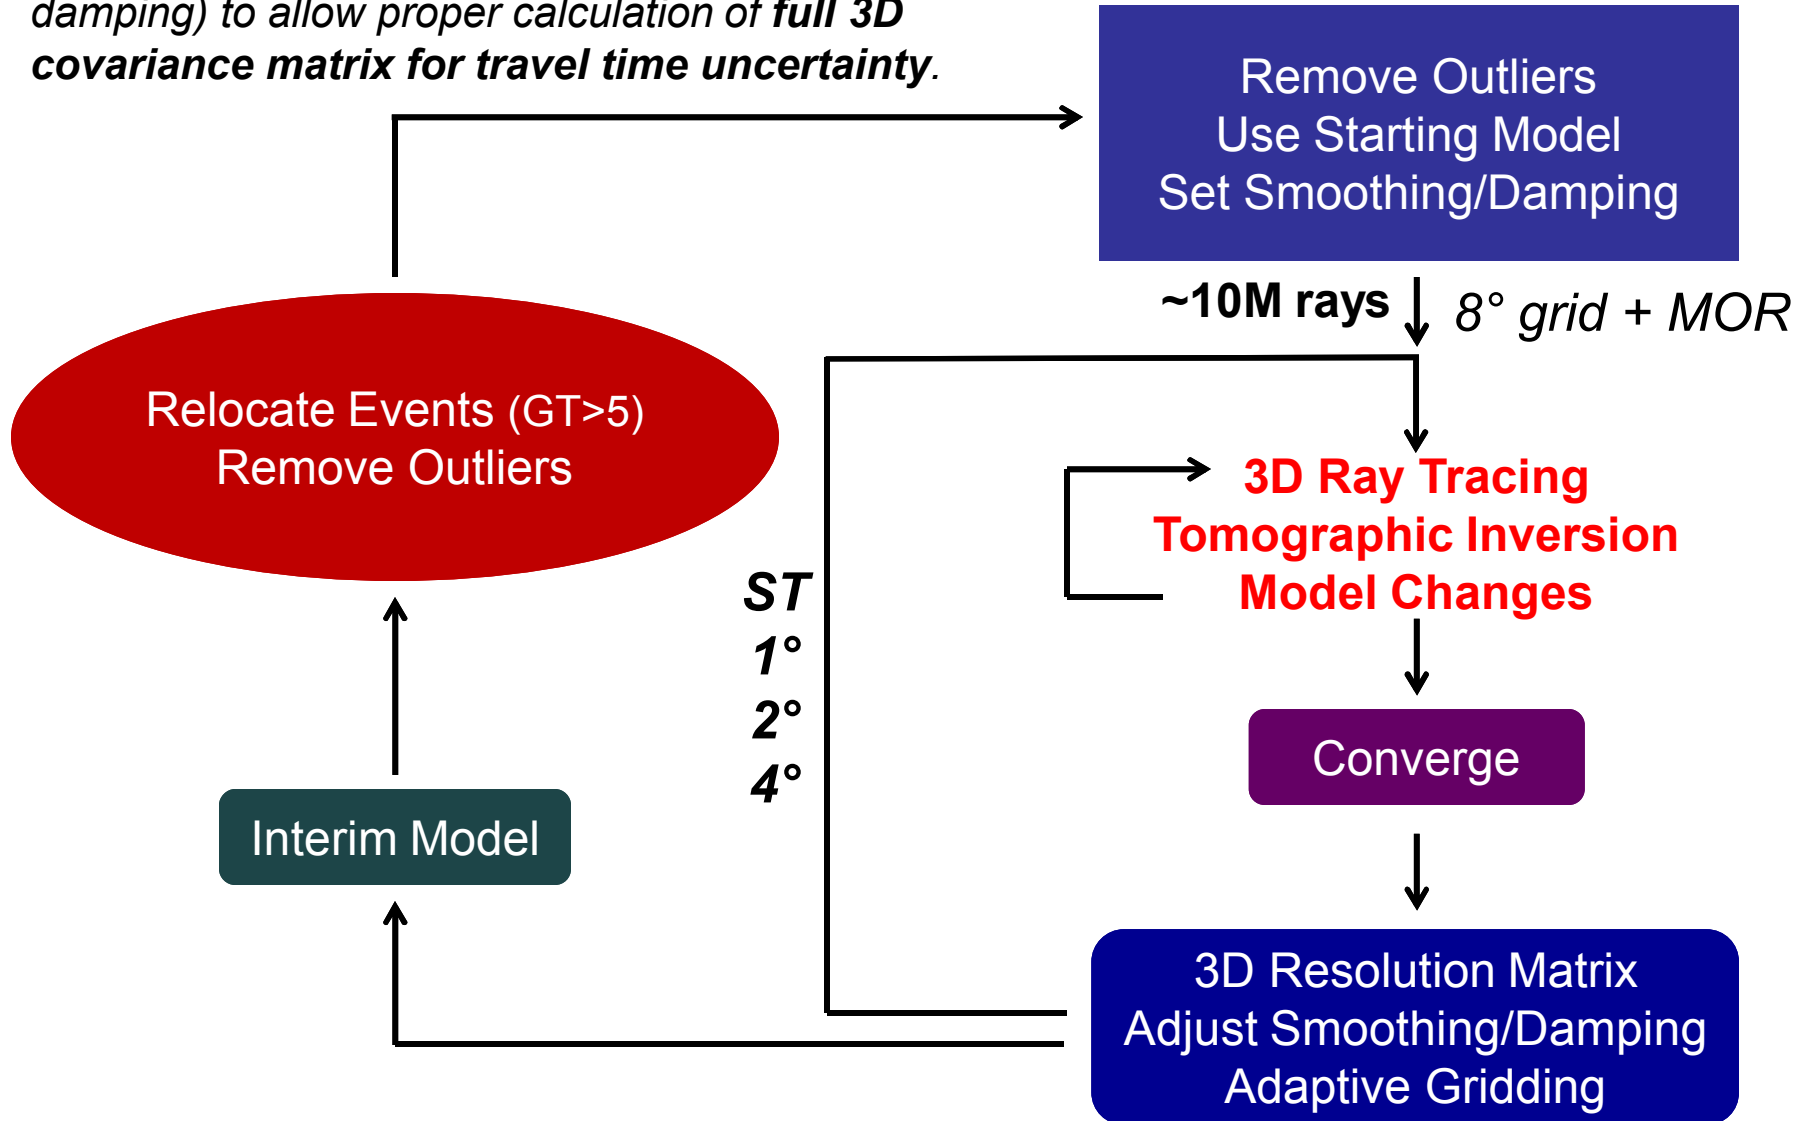 damping) to allow proper calculation of full 3D
covariance matrix for travel time uncertainty.
Remove Outliers
Use Starting Model
Set Smoothing/Damping
~10M rays
8° grid + MOR
Relocate Events (GT>5)
Remove Outliers
3D Ray Tracing
Tomographic Inversion
Model Changes
ST
1°
2°
4°
Converge
Interim Model
3D Resolution Matrix
Adjust Smoothing/Damping
Adaptive Gridding